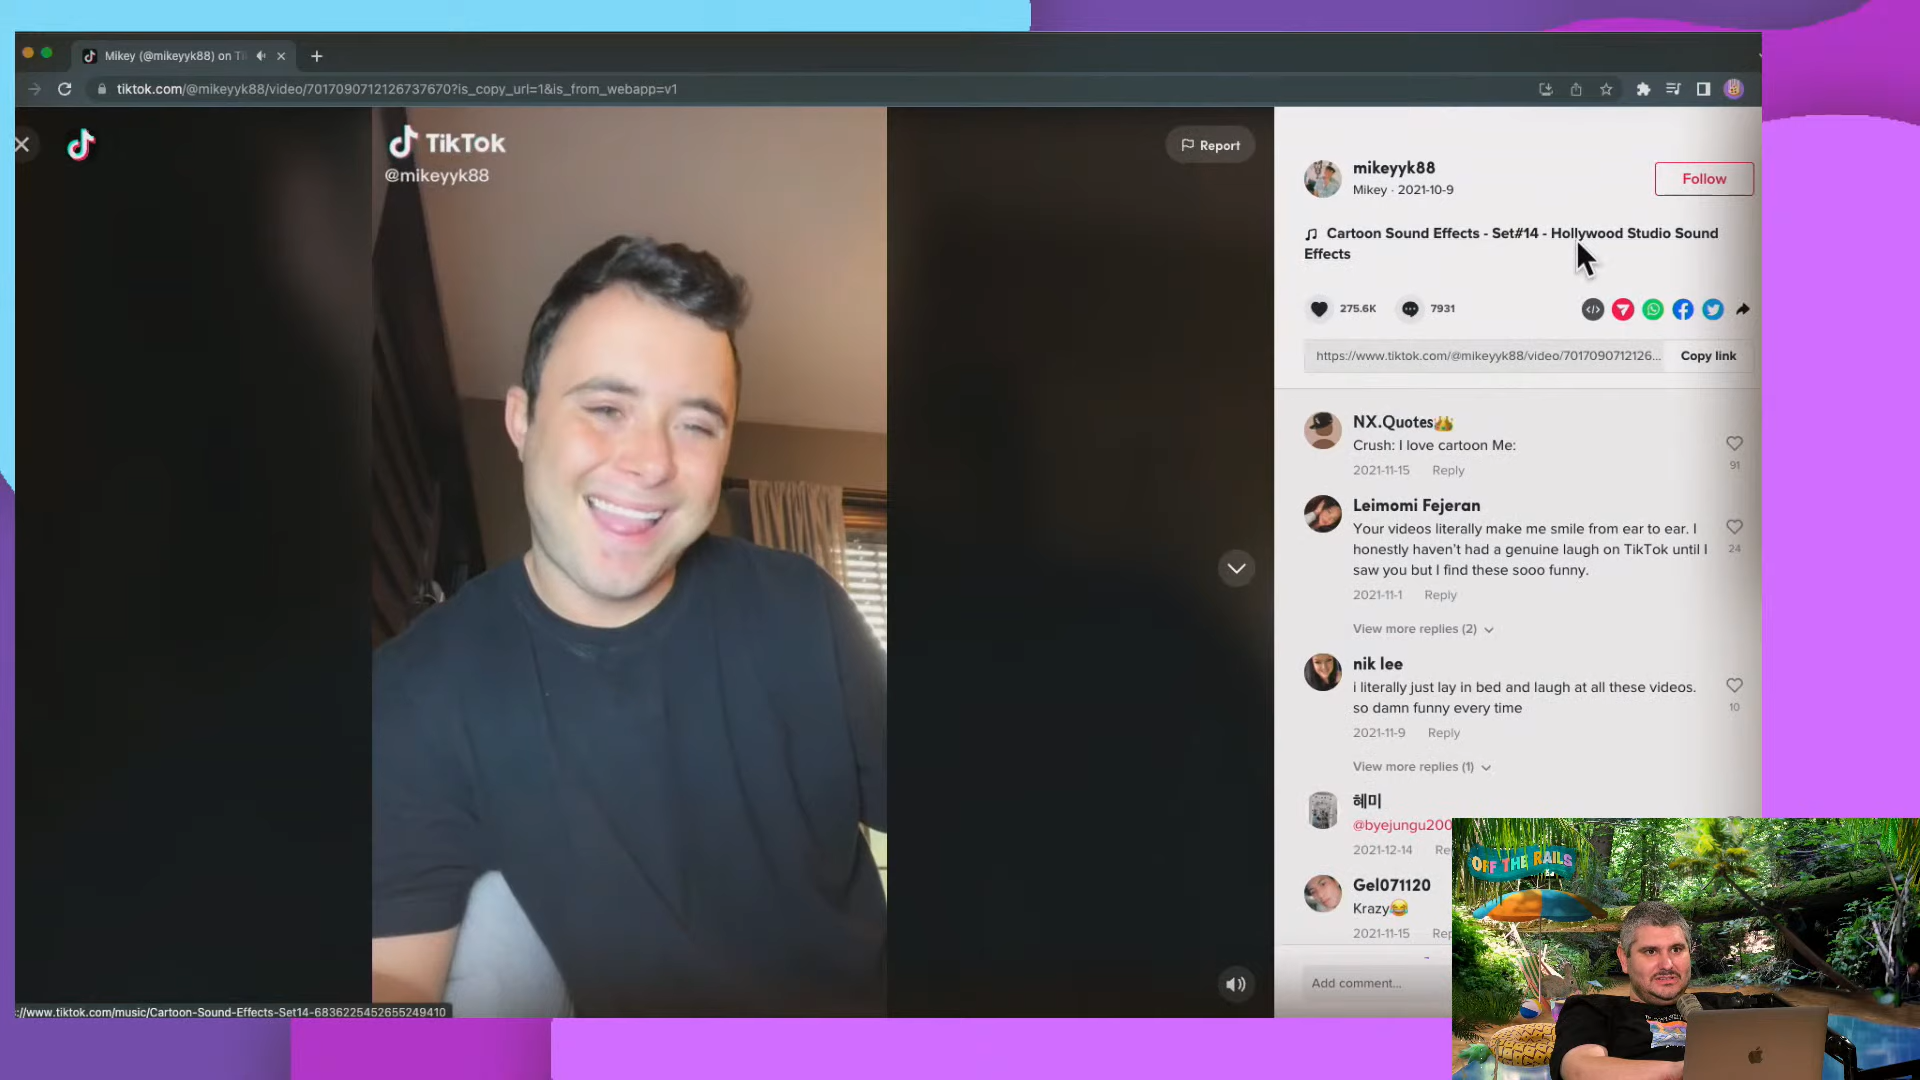 Mikey (@mikeyyk88) on Ti
tiktok.com/@mikeyyk88/video/7017090712126737670?is_copy_url=1&is_from_webapp=v1
TikTok
@mikeyyk88
Report
mikeyyk88
Mikey · 2021-10-9
Follow
Cartoon Sound Effects - Set#14 - Hollywood Studio Sound
Effects
275.6K
7931
https://www.tiktok.com/@mikeyyk88/video/7017090712126...
Copy link
NX.Quotes
Crush: I love cartoon Me:
2021-11-15 Reply
91
Leimomi Fejeran
Your videos literally make me smile from ear to ear. I
honestly haven't had a genuine laugh on TikTok until I
saw you but I find these sooo funny.
24
2021-11-1 Reply
View more replies (2)
nik lee
i literally just lay in bed and laugh at all these videos.
so damn funny every time
10
2021-11-9 Reply
View more replies (1)
혜미
@byejungu200
2021-12-14 Re
Gel071120
Krazy😂
2021-11-15 Rep
Add comment...
OFF THE RAILS
://www.tiktok.com/music/Cartoon-Sound-Effects-Set14-6836225452655249410